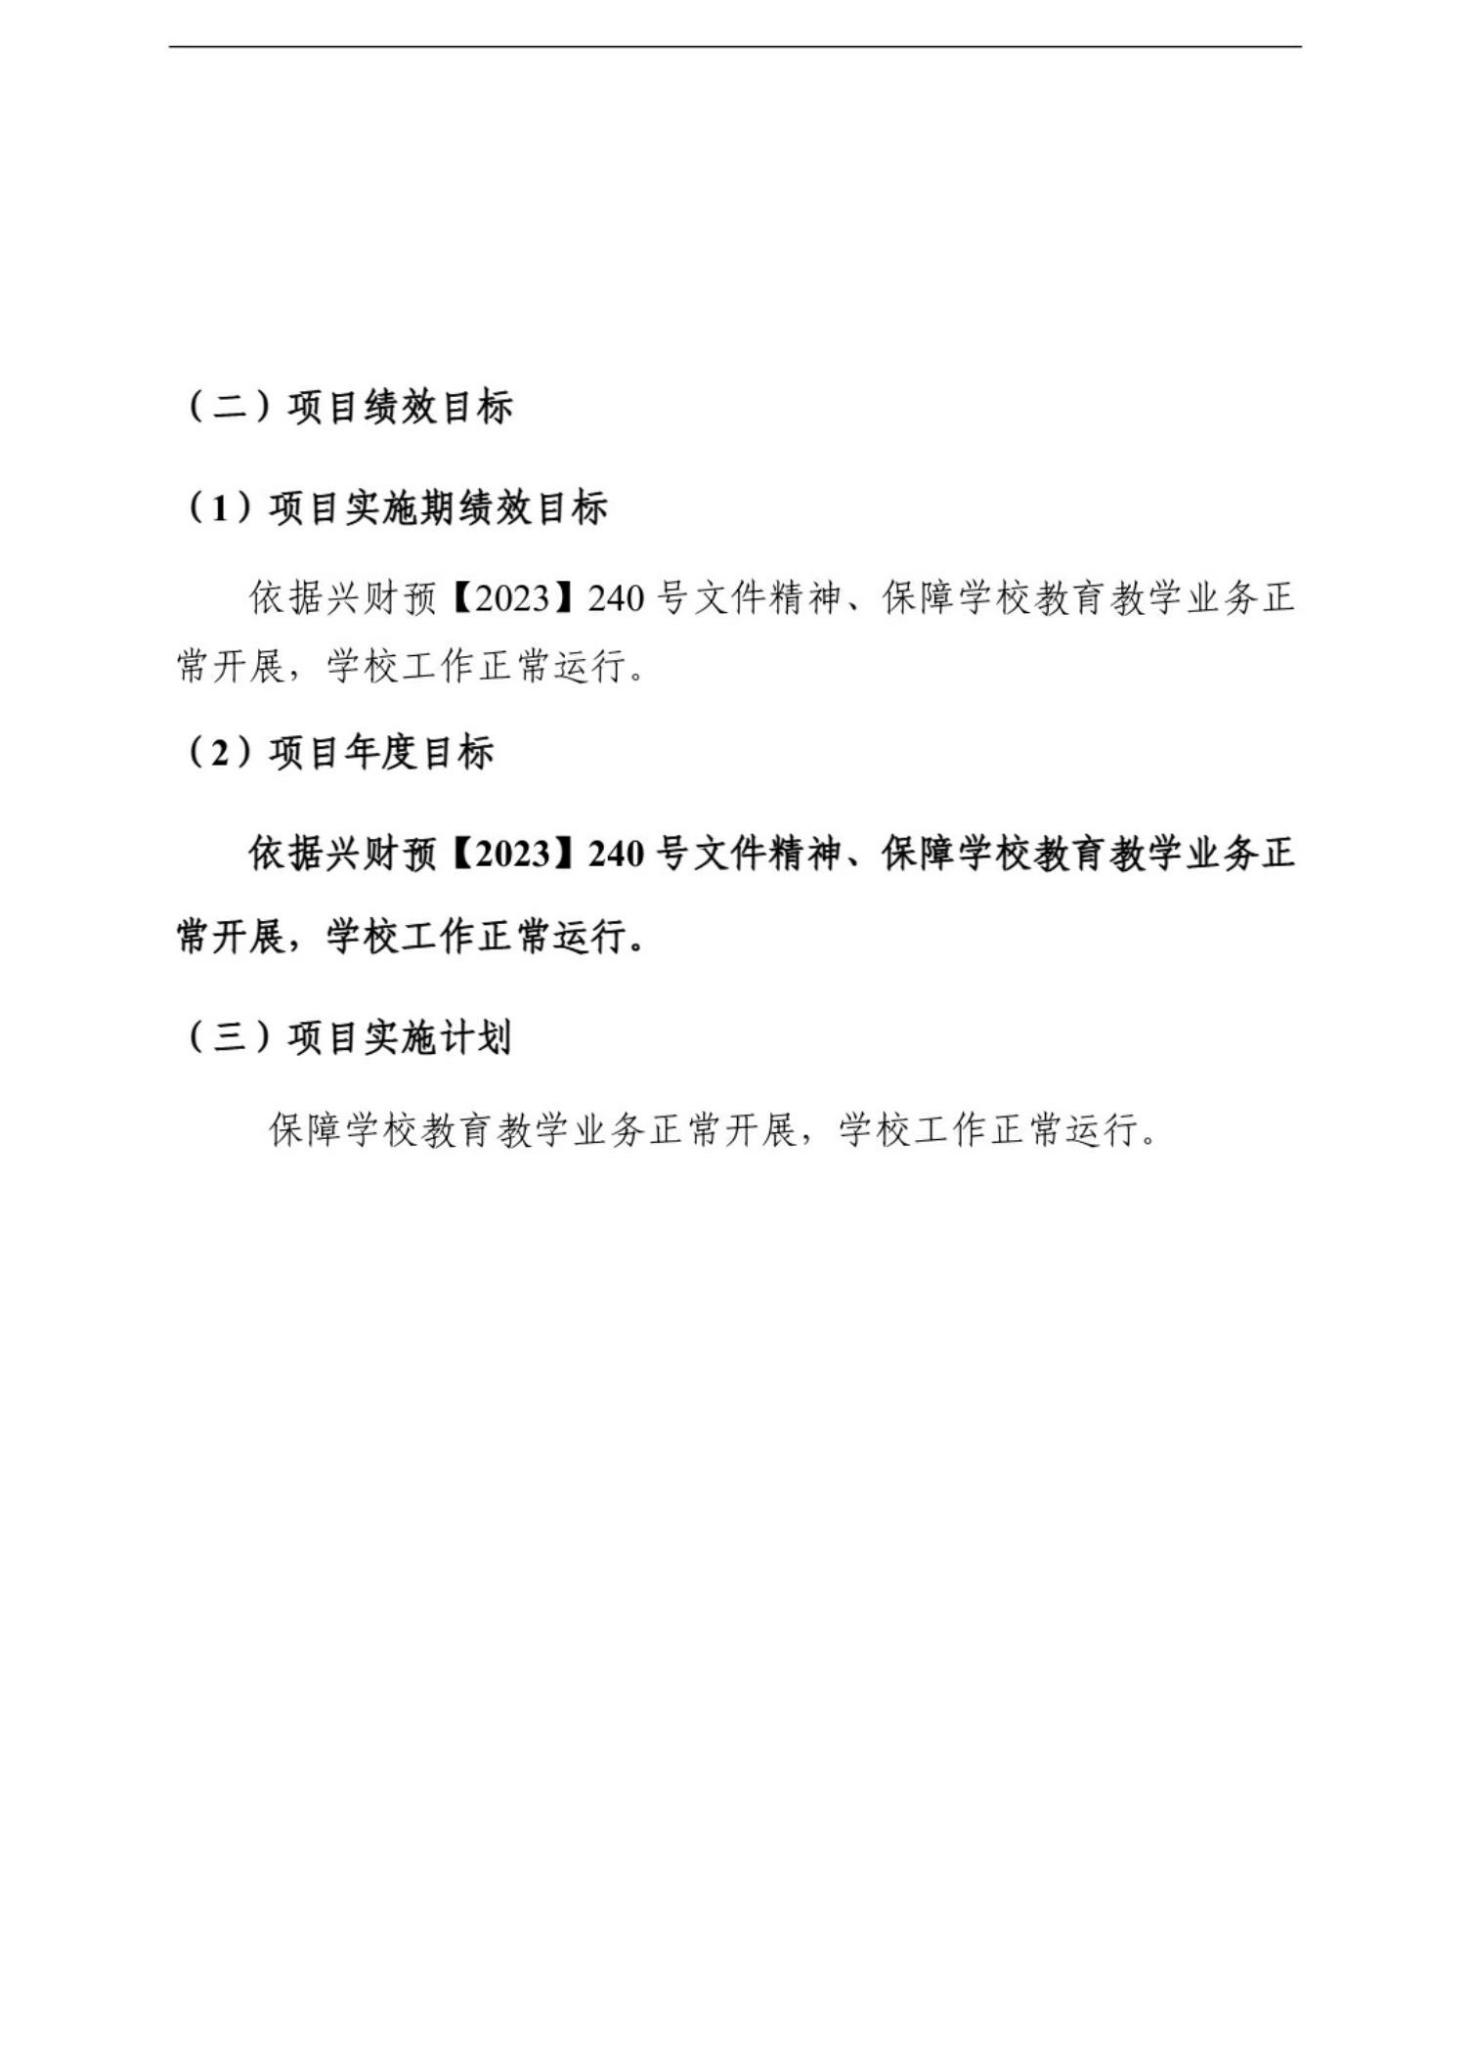 （二）项目绩效目标
（1）项目实施期绩效目标
依据兴财预【2023】240 号文件精神、保障学校教育教学业务正
常开展，学校工作正常运行。
（2）项目年度目标
依据兴财预【2023】240 号文件精神、保障学校教育教学业务正
常开展，学校工作正常运行。
（三）项目实施计划
保障学校教育教学业务正常开展，学校工作正常运行。